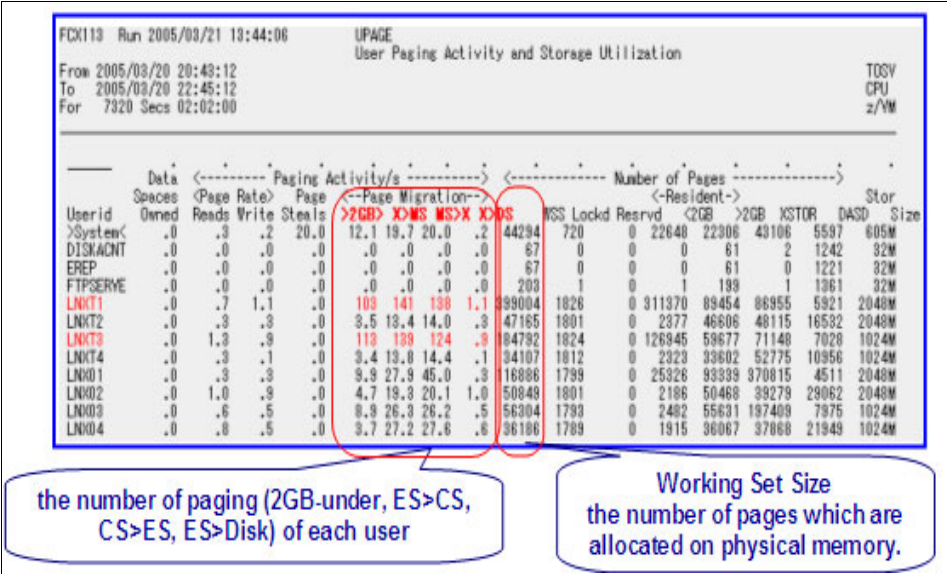 FCX113 Run 2005/03/21 13:44:06 UPAGE
User Paging Activity and Storage Utilization
From 2005/03/20 20:43:12 TOSV
To 2005/03/20 22:45:12 CPU
For 7320 Secs 02:02:00 z/VM
______ . . . . . . . . . . . . . . .
Data <---------- Paging Activity/s ----------> <-------------- Number of Pages -------------->
Spaces <Page Rate> Page <--Page Migration--> <-Resident-> Stor
Userid Owned Reads Write Steals >2GB> X>MS MS>X X>DS WSS Lockd Resrvd <2GB >2GB XSTOR DASD Size
>System< .0 .3 .2 20.0 12.1 19.7 20.0 .2 44294 720 0 22648 22306 43106 5597 605M
DISKACNT .0 .0 .0 .0 .0 .0 .0 .0 67 0 0 0 61 2 1242 32M
EREP .0 .0 .0 .0 .0 .0 .0 .0 67 0 0 0 61 0 1221 32M
FTPSERVE .0 .0 .0 .0 .0 .0 .0 .0 203 1 0 1 199 1 1361 32M
LNXT1 .0 .7 1.1 .0 103 141 138 1.1 399004 1826 0 311370 89454 86955 5921 2048M
LNXT2 .0 .3 .3 .0 3.5 13.4 14.0 .3 47165 1801 0 2377 46606 48115 16532 2048M
LNXT3 .0 1.3 .9 .0 113 139 124 .9 184792 1824 0 126945 59677 71148 7028 1024M
LNXT4 .0 .3 .1 .0 3.4 13.8 14.4 .1 34107 1812 0 2323 33602 52775 10956 1024M
LNX01 .0 .3 .3 .0 9.9 27.9 45.0 .3 116886 1799 0 25326 93339 370815 4511 2048M
LNX02 .0 1.0 .9 .0 4.7 19.3 20.1 1.0 50849 1801 0 2186 50468 39279 29062 2048M
LNX03 .0 .6 .5 .0 8.9 26.3 26.2 .5 56304 1793 0 2482 55631 197409 7975 1024M
LNX04 .0 .8 .5 .0 3.7 27.2 27.6 .6 36186 1789 0 1915 36067 37868 21949 1024M
the number of paging (2GB-under, ES>CS,
CS>ES, ES>Disk) of each user
Working Set Size
the number of pages which are
allocated on physical memory.